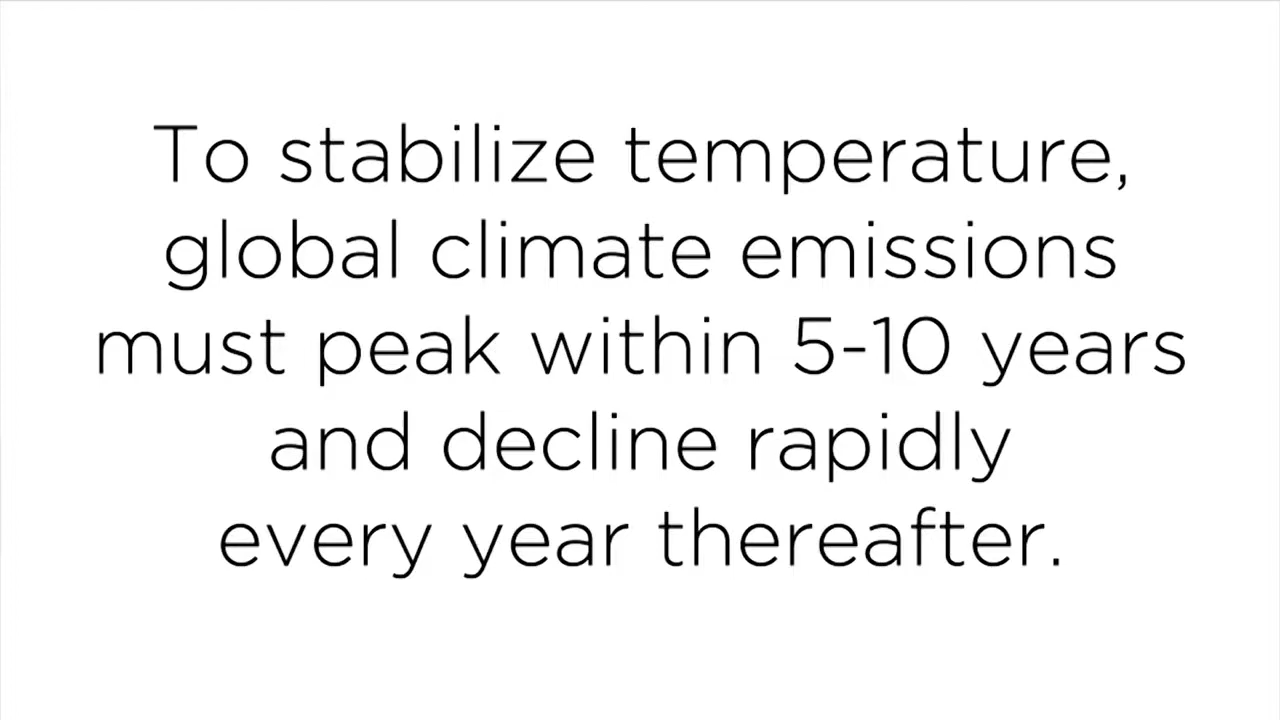 To stabilize temperature,
global climate emissions
must peak within 5-10 years
and decline rapidly
every year thereafter.